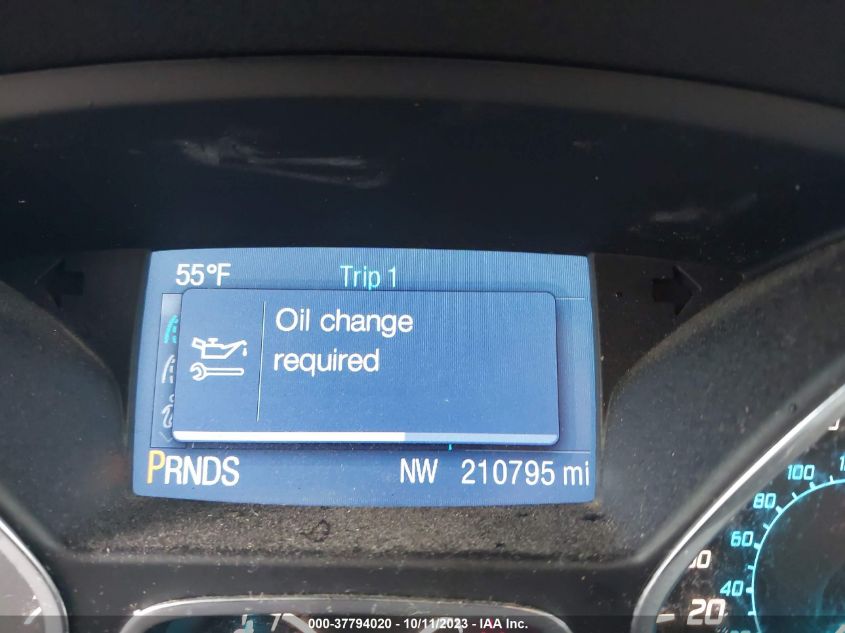 55°F Trip 1
Oil change
required
PRNDS NW 210795 mi
100
80
60
40
20
000-37794020 - 10/11/2023 - IAA Inc.